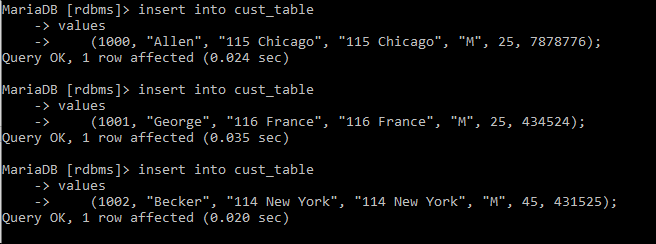 MariaDB [rdbms]> insert into cust_table
    -> values
    ->     (1000, "Allen", "115 Chicago", "115 Chicago", "M", 25, 7878776);
Query OK, 1 row affected (0.024 sec)
MariaDB [rdbms]> insert into cust_table
    -> values
    ->     (1001, "George", "116 France", "116 France", "M", 25, 434524);
Query OK, 1 row affected (0.035 sec)
MariaDB [rdbms]> insert into cust_table
    -> values
    ->     (1002, "Becker", "114 New York", "114 New York", "M", 45, 431525);
Query OK, 1 row affected (0.020 sec)